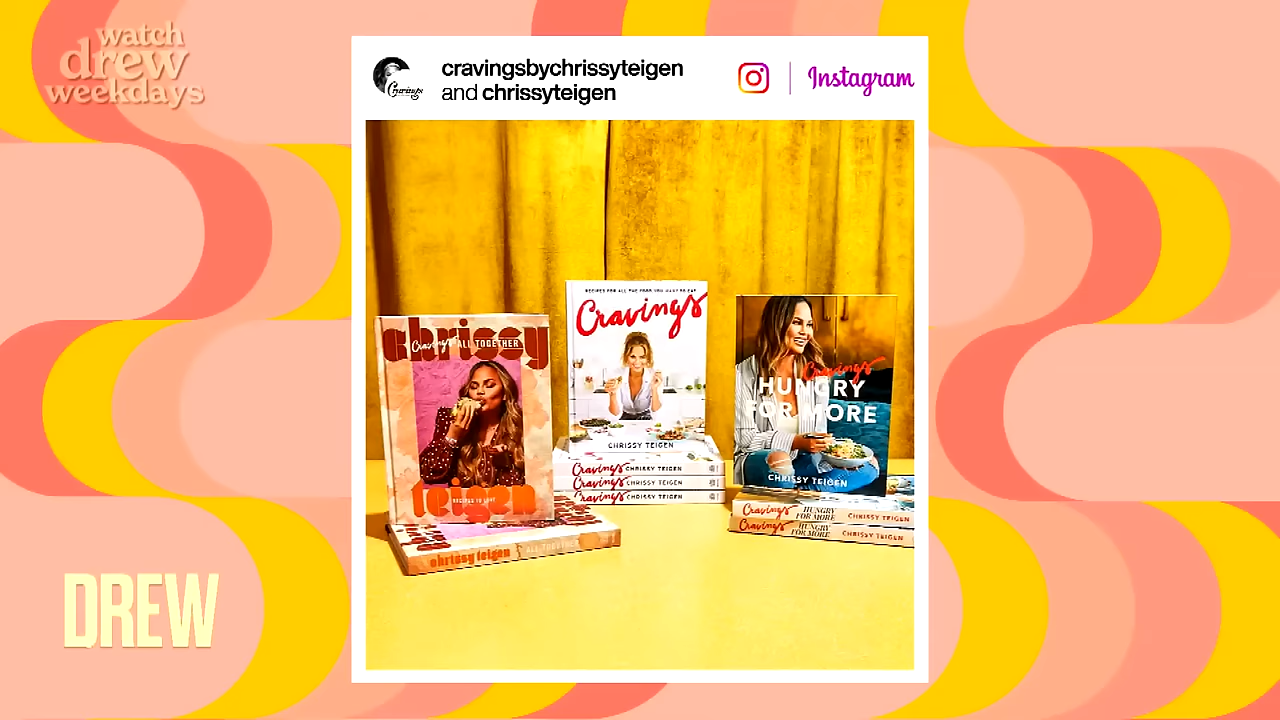 watch
drew
weekdays
cravingsbychrissyteigen
and chrissyteigen
Instagram
Cravings
chrissy
Cravings ALL TOGETHER
teigen
RECIPES TO LOVE
chrissy teigen ALL TOGETHER
RECIPES FOR ALL THE FOOD YOU WANT TO EAT
Cravings
CHRISSY TEIGEN
Cravings CHRISSY TEIGEN
Cravings CHRISSY TEIGEN
Cravings CHRISSY TEIGEN
Cravings
HUNGRY
FOR MORE
CHRISSY TEIGEN
Cravings HUNGRY FOR MORE CHRISSY TEIGEN
Cravings HUNGRY FOR MORE CHRISSY TEIGEN
DREW